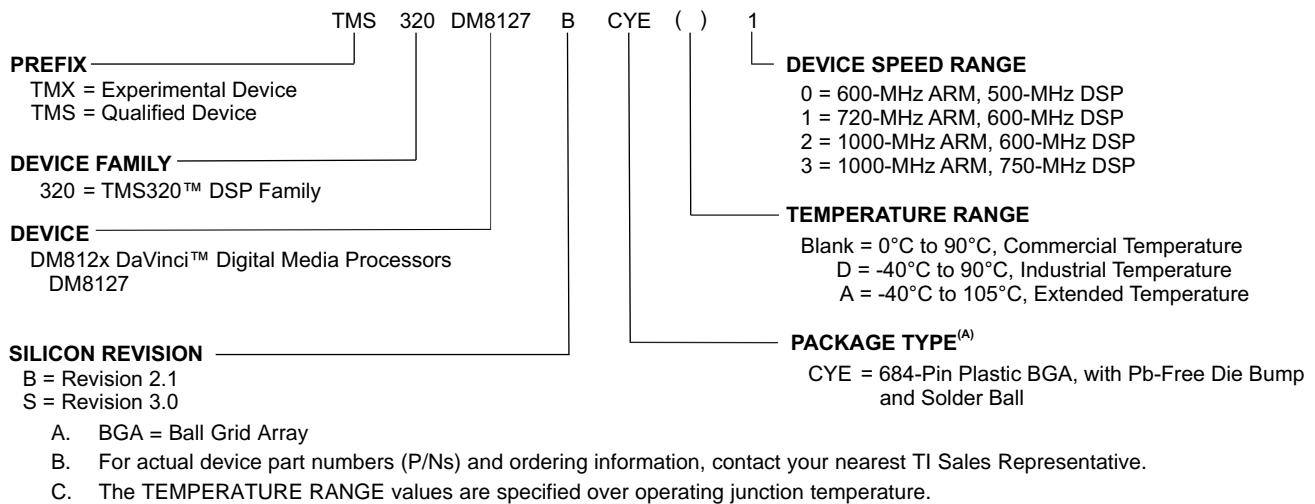 TMS 320 DM8127 B CYE ( ) 1
PREFIX
TMX = Experimental Device
TMS = Qualified Device
DEVICE FAMILY
320 = TMS320™ DSP Family
DEVICE
DM812x DaVinci™ Digital Media Processors
DM8127
SILICON REVISION
B = Revision 2.1
S = Revision 3.0
DEVICE SPEED RANGE
0 = 600-MHz ARM, 500-MHz DSP
1 = 720-MHz ARM, 600-MHz DSP
2 = 1000-MHz ARM, 600-MHz DSP
3 = 1000-MHz ARM, 750-MHz DSP
TEMPERATURE RANGE
Blank = 0°C to 90°C, Commercial Temperature
D = -40°C to 90°C, Industrial Temperature
A = -40°C to 105°C, Extended Temperature
PACKAGE TYPE(A)
CYE = 684-Pin Plastic BGA, with Pb-Free Die Bump
and Solder Ball
A. BGA = Ball Grid Array
B. For actual device part numbers (P/Ns) and ordering information, contact your nearest TI Sales Representative.
C. The TEMPERATURE RANGE values are specified over operating junction temperature.